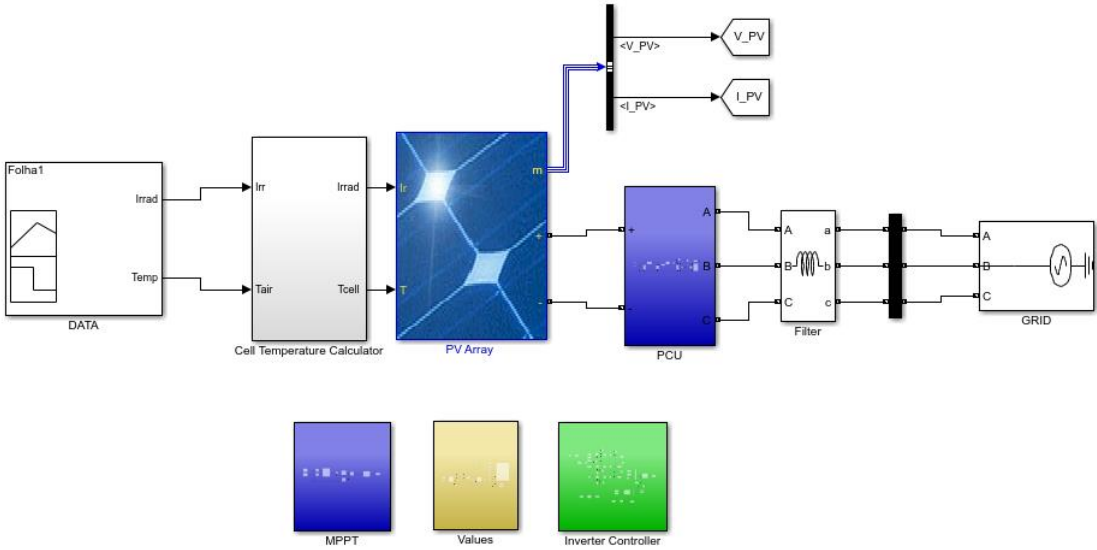 <V_PV>
V_PV
<I_PV>
I_PV
Folha1
Irrad
Temp
DATA
Irr
Tair
Irrad
Tcell
Cell Temperature Calculator
Ir
T
m
+
-
PV Array
+
-
A
B
C
PCU
A
B
C
a
b
c
Filter
A
B
C
GRID
MPPT
Values
Inverter Controller